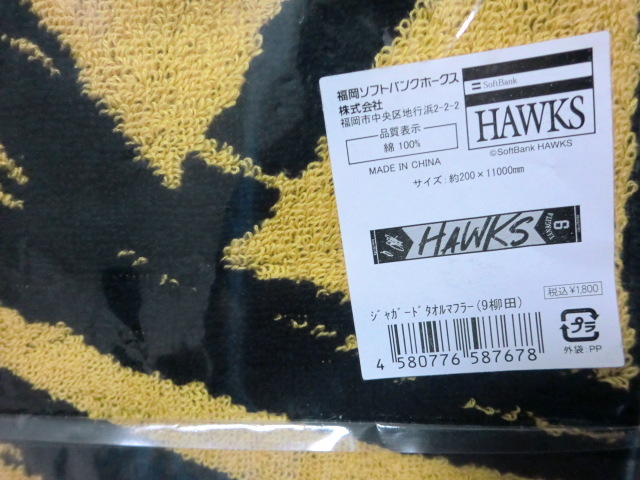 福岡ソフトバンクホークス
株式会社
福岡市中央区地行浜2-2-2
品質表示
綿 100%
MADE IN CHINA
SoftBank
HAWKS
©SoftBank HAWKS
サイズ:約200×11000mm
HAWKS
YANAGITA 9
税込¥1,800
ジャガードタオルマフラー(9柳田)
4 580776 587678
プラ
外袋:PP